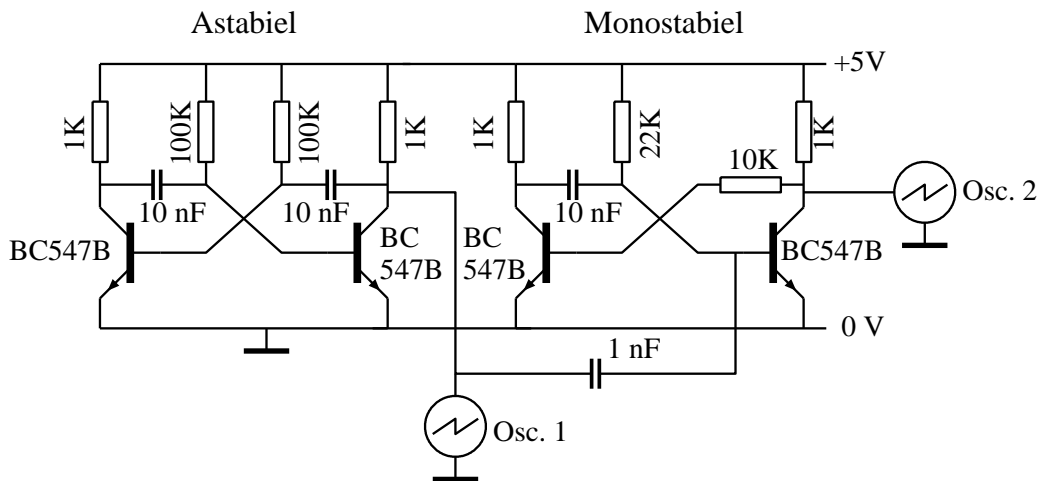 Astabiel
Monostabiel
+5V
1K
100K
100K
1K
1K
22K
10K
1K
10 nF
10 nF
10 nF
Osc. 2
BC547B
BC
547B
BC
547B
BC547B
0 V
1 nF
Osc. 1